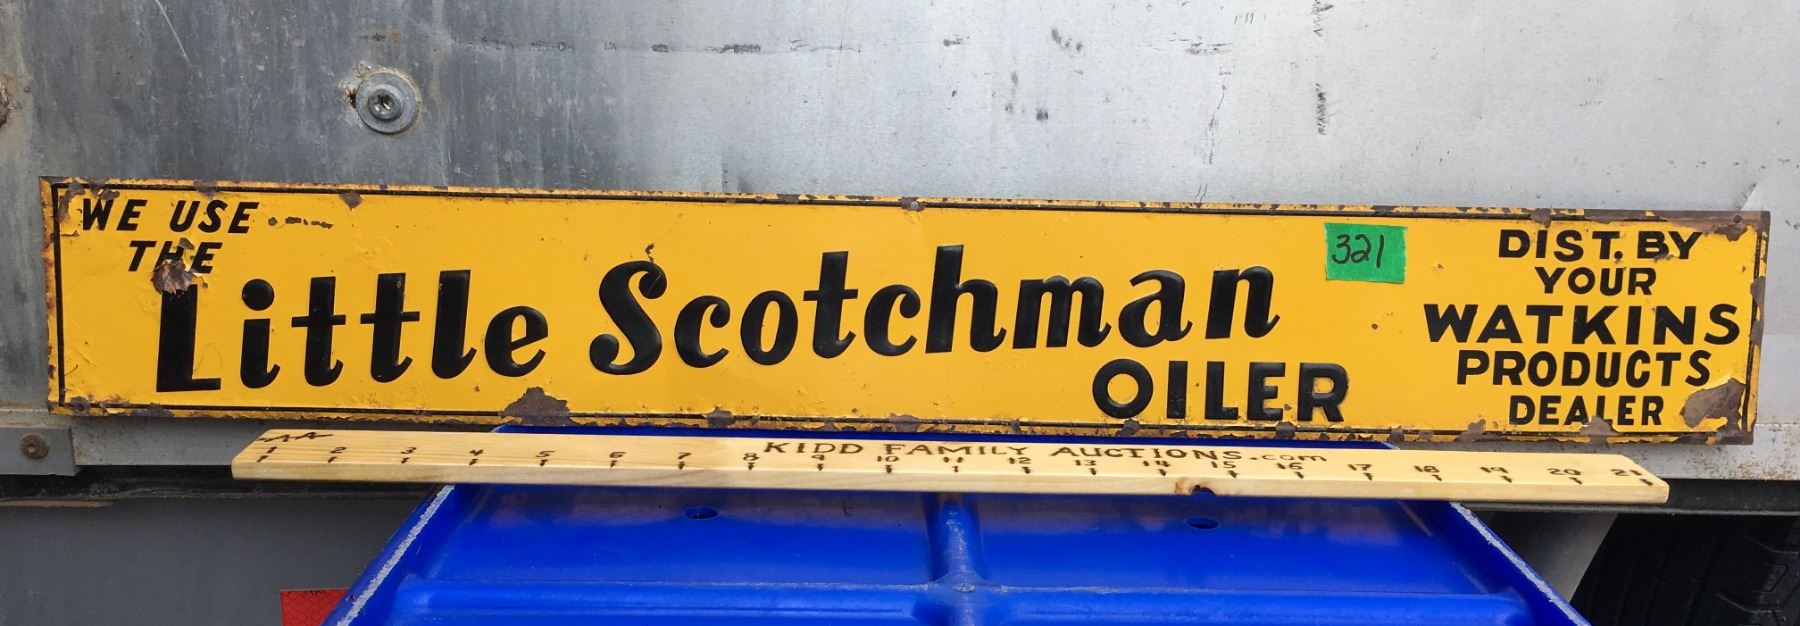 WE USE
THE
Little Scotchman
OILER
321
DIST. BY
YOUR
WATKINS
PRODUCTS
DEALER
KIDD FAMILY AUCTIONS.com
1 2 3 4 5 6 7 8 9 10 11 12 13 14 15 16 17 18 19 20 21